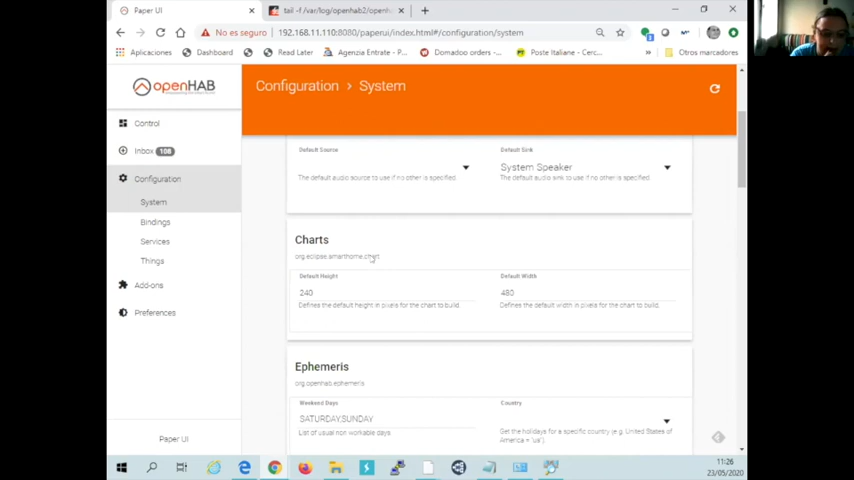 Paper UI
tail -f /var/log/openhab2/openh
No es seguro
192.168.11.110:8080/paperui/index.html#/configuration/system
Aplicaciones
Dashboard
Read Later
Agenzia Entrate - P...
Domadoo orders -...
Poste Italiane - Cerc...
Otros marcadores
openHAB
Configuration > System
Control
Inbox 108
Configuration
System
Bindings
Services
Things
Add-ons
Preferences
Paper UI
Default Source
The default audio source to use if no other is specified.
Default Sink
System Speaker
The default audio sink to use if no other is specified.
Charts
org.eclipse.smarthome.chart
Default Height
240
Defines the default height in pixels for the chart to build.
Default Width
480
Defines the default width in pixels for the chart to build.
Ephemeris
org.openhab.ephemeris
Weekend Days
SATURDAY,SUNDAY
List of usual non workable days
Country
Get the holidays for a specific country (e.g. United States of
America = 'us').
11:26
23/05/2020